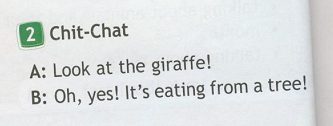 2 Chit-Chat
A: Look at the giraffe!
B: Oh, yes! It's eating from a tree!